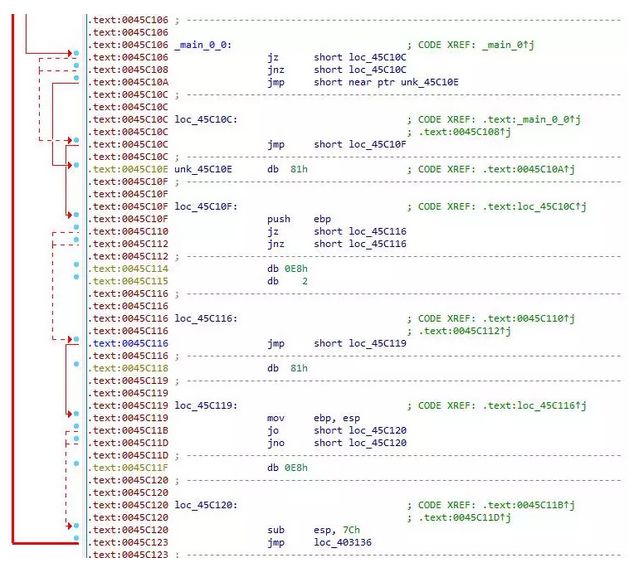 .text:0045C106 ; ---------------------------------------------------------------------------
.text:0045C106
.text:0045C106 _main_0_0: ; CODE XREF: _main_0↑j
.text:0045C106 jz short loc_45C10C
.text:0045C108 jnz short loc_45C10C
.text:0045C10A jmp short near ptr unk_45C10E
.text:0045C10C ; ---------------------------------------------------------------------------
.text:0045C10C
.text:0045C10C loc_45C10C: ; CODE XREF: .text:_main_0_0↑j
.text:0045C10C ; .text:0045C108↑j
.text:0045C10C jmp short loc_45C10F
.text:0045C10C ; ---------------------------------------------------------------------------
.text:0045C10E unk_45C10E db 81h ; CODE XREF: .text:0045C10A↑j
.text:0045C10F ; ---------------------------------------------------------------------------
.text:0045C10F
.text:0045C10F loc_45C10F: ; CODE XREF: .text:loc_45C10C↑j
.text:0045C10F push ebp
.text:0045C110 jz short loc_45C116
.text:0045C112 jnz short loc_45C116
.text:0045C112 ; ---------------------------------------------------------------------------
.text:0045C114 db 0E8h
.text:0045C115 db 2
.text:0045C116 ; ---------------------------------------------------------------------------
.text:0045C116
.text:0045C116 loc_45C116: ; CODE XREF: .text:0045C110↑j
.text:0045C116 ; .text:0045C112↑j
.text:0045C116 jmp short loc_45C119
.text:0045C116 ; ---------------------------------------------------------------------------
.text:0045C118 db 81h
.text:0045C119 ; ---------------------------------------------------------------------------
.text:0045C119
.text:0045C119 loc_45C119: ; CODE XREF: .text:loc_45C116↑j
.text:0045C119 mov ebp, esp
.text:0045C11B jo short loc_45C120
.text:0045C11D jno short loc_45C120
.text:0045C11D ; ---------------------------------------------------------------------------
.text:0045C11F db 0E8h
.text:0045C120 ; ---------------------------------------------------------------------------
.text:0045C120
.text:0045C120 loc_45C120: ; CODE XREF: .text:0045C11B↑j
.text:0045C120 ; .text:0045C11D↑j
.text:0045C120 sub esp, 7Ch
.text:0045C123 jmp loc_403136
.text:0045C123 ; ---------------------------------------------------------------------------